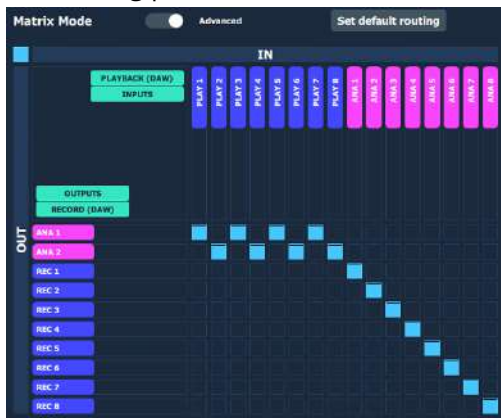 Matrix Mode Advanced Set default routing
IN
PLAYBACK (DAW)
INPUTS
PLAY 1 PLAY 2 PLAY 3 PLAY 4 PLAY 5 PLAY 6 PLAY 7 PLAY 8 ANA 1 ANA 2 ANA 3 ANA 4 ANA 5 ANA 6 ANA 7 ANA 8
OUTPUTS
RECORD (DAW)
OUT
ANA 1
ANA 2
REC 1
REC 2
REC 3
REC 4
REC 5
REC 6
REC 7
REC 8